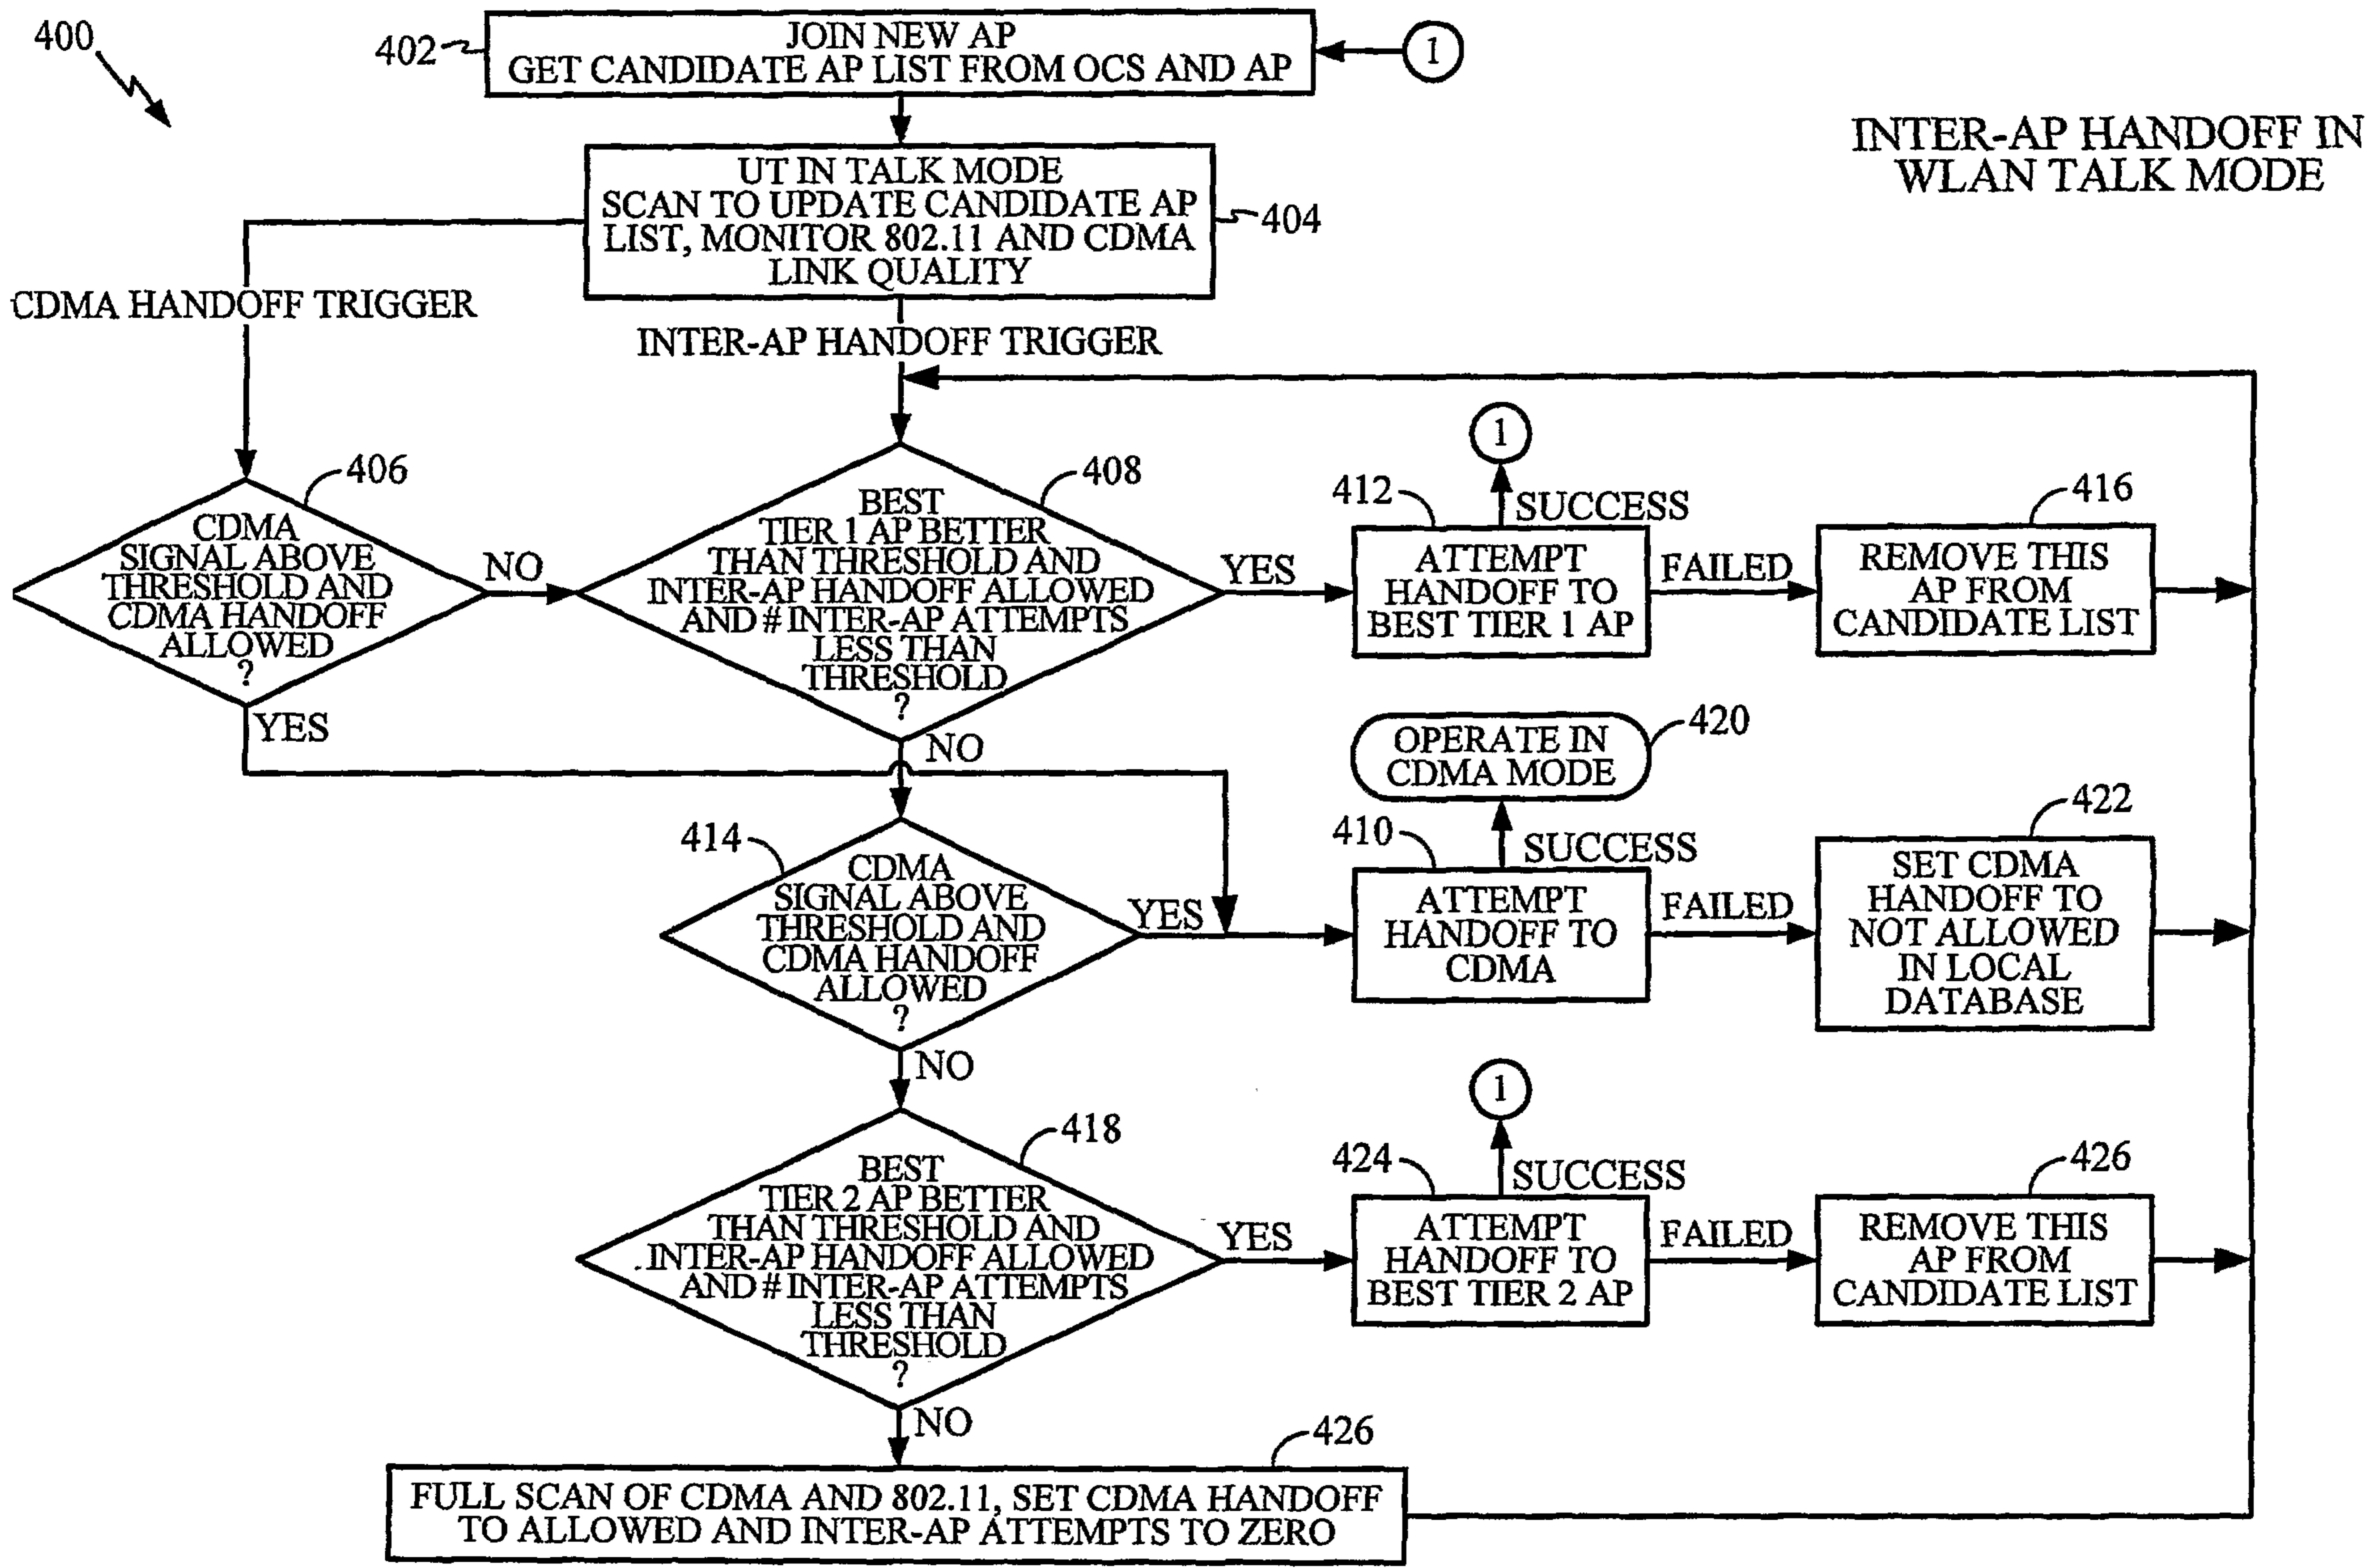 400
402
JOIN NEW AP
GET CANDIDATE AP LIST FROM OCS AND AP
1
INTER-AP HANDOFF IN
WLAN TALK MODE
UT IN TALK MODE
SCAN TO UPDATE CANDIDATE AP
LIST, MONITOR 802.11 AND CDMA
LINK QUALITY
404
CDMA HANDOFF TRIGGER
INTER-AP HANDOFF TRIGGER
406
CDMA
SIGNAL ABOVE
THRESHOLD AND
CDMA HANDOFF
ALLOWED
?
NO
YES
408
BEST
TIER 1 AP BETTER
THAN THRESHOLD AND
INTER-AP HANDOFF ALLOWED
AND # INTER-AP ATTEMPTS
LESS THAN
THRESHOLD
?
YES
NO
1
SUCCESS
412
ATTEMPT
HANDOFF TO
BEST TIER 1 AP
FAILED
416
REMOVE THIS
AP FROM
CANDIDATE LIST
414
CDMA
SIGNAL ABOVE
THRESHOLD AND
CDMA HANDOFF
ALLOWED
?
YES
NO
420
OPERATE IN
CDMA MODE
SUCCESS
410
ATTEMPT
HANDOFF TO
CDMA
FAILED
422
SET CDMA
HANDOFF TO
NOT ALLOWED
IN LOCAL
DATABASE
418
BEST
TIER 2 AP BETTER
THAN THRESHOLD AND
INTER-AP HANDOFF ALLOWED
AND # INTER-AP ATTEMPTS
LESS THAN
THRESHOLD
?
YES
NO
1
SUCCESS
424
ATTEMPT
HANDOFF TO
BEST TIER 2 AP
FAILED
426
REMOVE THIS
AP FROM
CANDIDATE LIST
426
FULL SCAN OF CDMA AND 802.11, SET CDMA HANDOFF
TO ALLOWED AND INTER-AP ATTEMPTS TO ZERO